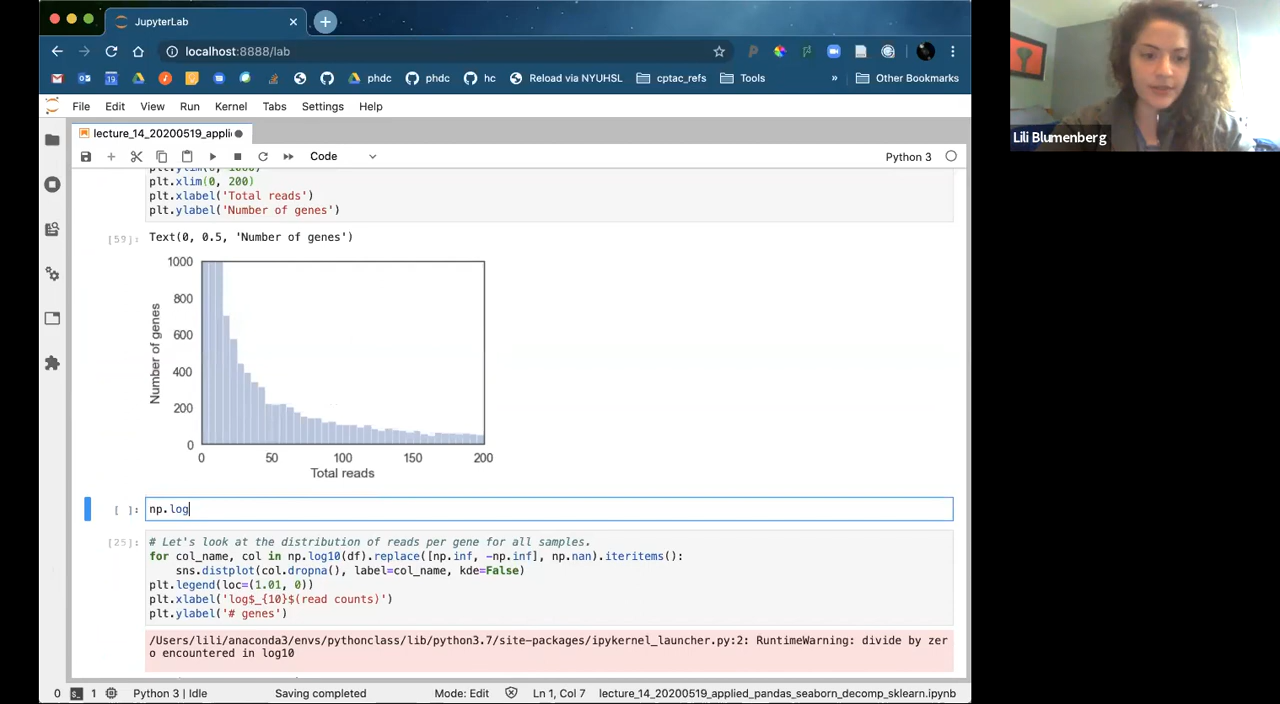 JupyterLab
localhost:8888/lab
phdc
phdc
hc
Reload via NYUHSL
cptac_refs
Tools
»
Other Bookmarks
File Edit View Run Kernel Tabs Settings Help
lecture_14_20200519_appli
Code
Python 3
plt.xlim(0, 200)
plt.xlabel('Total reads')
plt.ylabel('Number of genes')
[59]: Text(0, 0.5, 'Number of genes')
1000
800
600
400
200
0
Number of genes
0 50 100 150 200
Total reads
[ ]: np.log
[25]: # Let's look at the distribution of reads per gene for all samples.
for col_name, col in np.log10(df).replace([np.inf, -np.inf], np.nan).iteritems():
sns.distplot(col.dropna(), label=col_name, kde=False)
plt.legend(loc=(1.01, 0))
plt.xlabel('log$_{10}$(read counts)')
plt.ylabel('# genes')
/Users/lili/anaconda3/envs/pythonclass/lib/python3.7/site-packages/ipykernel_launcher.py:2: RuntimeWarning: divide by zer
o encountered in log10
0 1 Python 3 | Idle Saving completed Mode: Edit Ln 1, Col 7 lecture_14_20200519_applied_pandas_seaborn_decomp_sklearn.ipynb
Lili Blumenberg